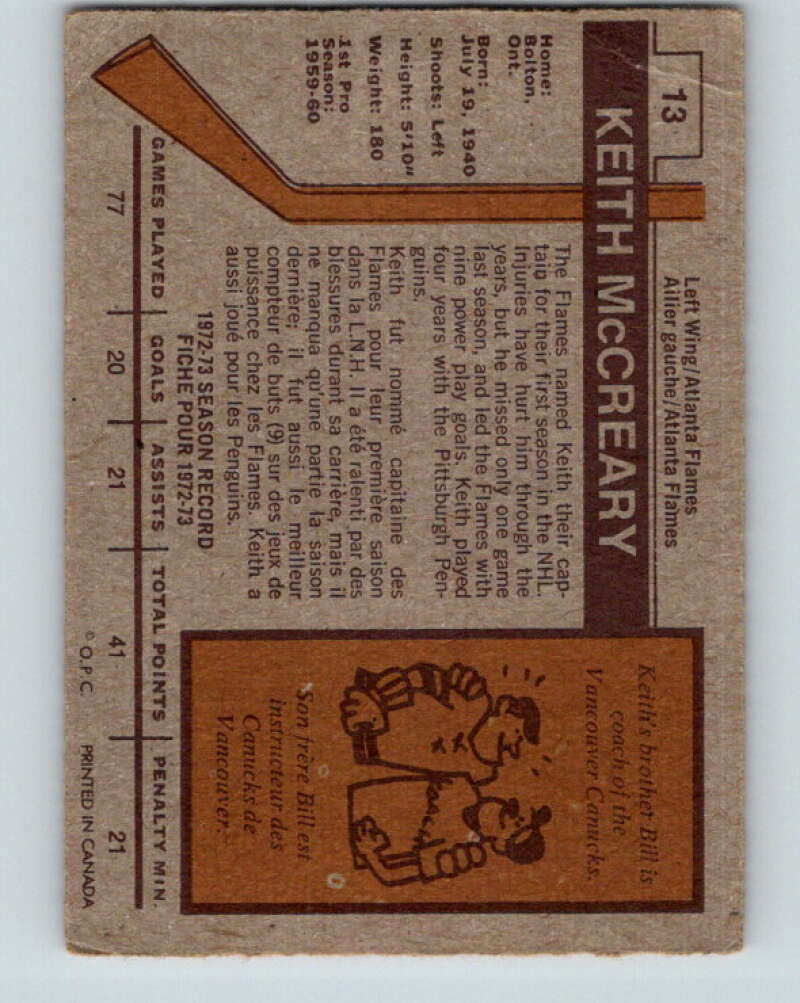 13
Left Wing/Atlanta Flames
Ailier gauche/Atlanta Flames
KEITH McCREARY
Home:
Bolton,
Ont.
Born:
July 19, 1940
Shoots: Left
Height: 5'10"
Weight: 180
1st Pro
Season:
1959-60
The Flames named Keith their cap-
tain for their first season in the NHL.
Injuries have hurt him through the
years, but he missed only one game
last season, and led the Flames with
nine power play goals. Keith played
four years with the Pittsburgh Pen-
guins.
Keith fut nommé capitaine des
Flames pour leur première saison
dans la L.N.H. Il a été ralenti par des
blessures durant sa carrière, mais il
ne manqua qu'une partie la saison
dernière; il fut aussi le meilleur
compteur de buts (9) sur des jeux de
puissance chez les Flames. Keith a
aussi joué pour les Penguins.
Keith's brother Bill is
coach of the
Vancouver Canucks.
Son frère Bill est
instructeur des
Canucks de
Vancouver.
1972-73 SEASON RECORD
FICHE POUR 1972-73
GAMES PLAYED GOALS ASSISTS TOTAL POINTS PENALTY MIN.
77 20 21 41 21
© O.P.C. PRINTED IN CANADA